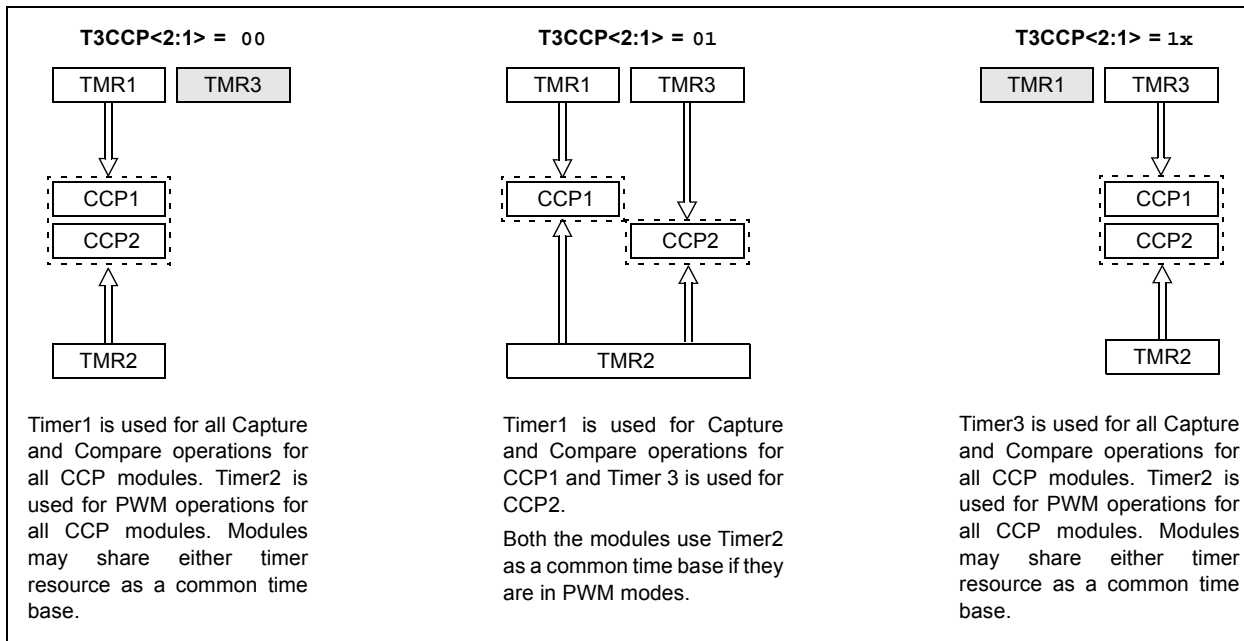 T3CCP<2:1> = 00
TMR1 TMR3
CCP1
CCP2
TMR2
Timer1 is used for all Capture
and Compare operations for
all CCP modules. Timer2 is
used for PWM operations for
all CCP modules. Modules
may share either timer
resource as a common time
base.
T3CCP<2:1> = 01
TMR1 TMR3
CCP1
CCP2
TMR2
Timer1 is used for Capture
and Compare operations for
CCP1 and Timer 3 is used for
CCP2.
Both the modules use Timer2
as a common time base if they
are in PWM modes.
T3CCP<2:1> = 1x
TMR1 TMR3
CCP1
CCP2
TMR2
Timer3 is used for all Capture
and Compare operations for
all CCP modules. Timer2 is
used for PWM operations for
all CCP modules. Modules
may share either timer
resource as a common time
base.